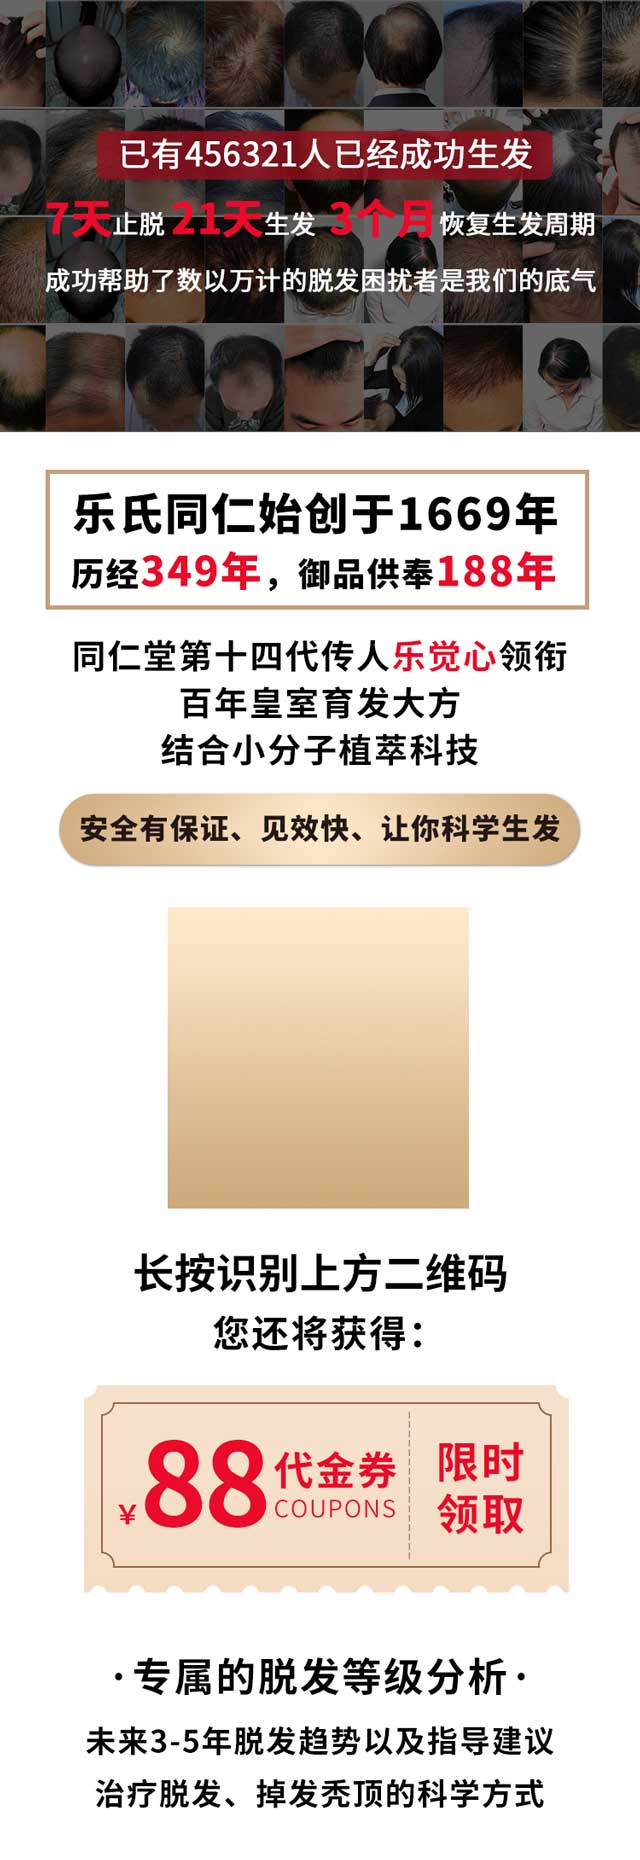 已有456321人已经成功生发
7天止脱 21天生发 3个月恢复生发周期
成功帮助了数以万计的脱发困扰者是我们的底气
乐氏同仁始创于1669年
历经349年，御品供奉188年
同仁堂第十四代传人乐觉心领衔
百年皇室育发大方
结合小分子植萃科技
安全有保证、见效快、让你科学生发
长按识别上方二维码
您还将获得：
¥88代金券
COUPONS
限时
领取
·专属的脱发等级分析·
未来3-5年脱发趋势以及指导建议
治疗脱发、掉发秃顶的科学方式